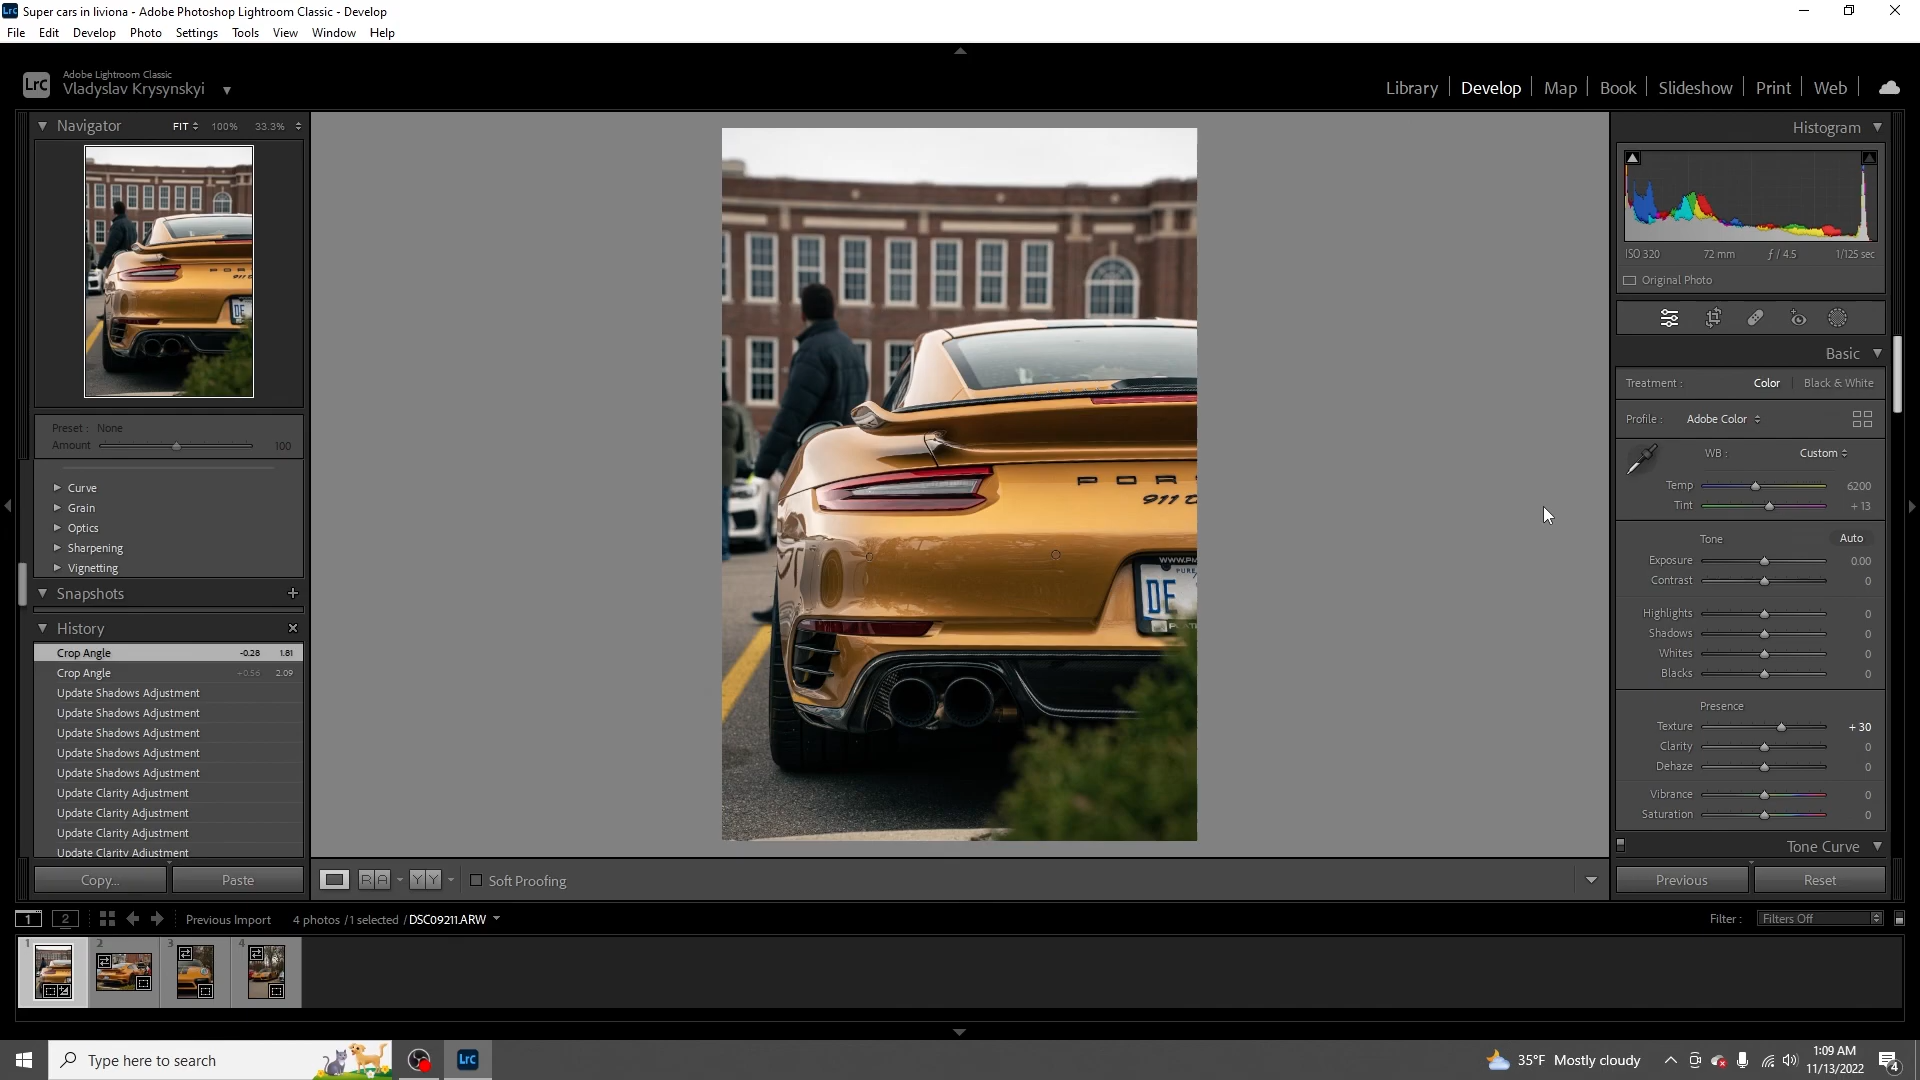 Super cars in liviona - Adobe Photoshop Lightroom Classic - Develop
File Edit Develop Photo Settings Tools View Window Help
LrC
Adobe Lightroom Classic
Vladyslav Krysynskyi
Library Develop Map Book Slideshow Print Web
Navigator FIT 100% 33.3%
Preset : None
Amount 100
Curve
Grain
Optics
Sharpening
Vignetting
Snapshots +
History
Crop Angle -0.28 1.81
Crop Angle +0.56 2.09
Update Shadows Adjustment
Update Shadows Adjustment
Update Shadows Adjustment
Update Shadows Adjustment
Update Shadows Adjustment
Update Clarity Adjustment
Update Clarity Adjustment
Update Clarity Adjustment
Update Clarity Adjustment
Copy... Paste
POR
911
DE
Histogram
ISO 320 72 mm ƒ / 4.5 1/125 sec
Original Photo
Basic
Treatment : Color Black & White
Profile : Adobe Color
WB : Custom
Temp 6200
Tint + 13
Tone Auto
Exposure 0.00
Contrast 0
Highlights 0
Shadows 0
Whites 0
Blacks 0
Presence
Texture + 30
Clarity 0
Dehaze 0
Vibrance 0
Saturation 0
Tone Curve
Previous Reset
R A Y Y Soft Proofing
1 2 Previous Import 4 photos / 1 selected / DSC09211.ARW Filter : Filters Off
1 2 3 4
Type here to search
Lrc
35°F Mostly cloudy
1:09 AM
11/13/2022
4